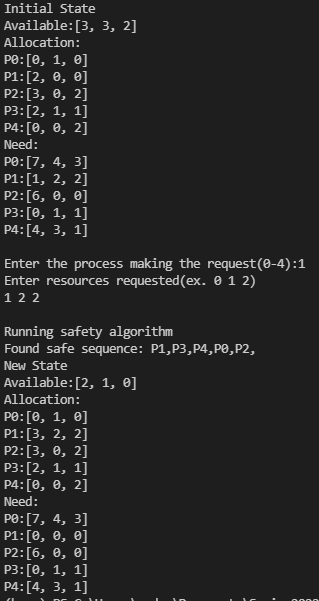 Initial State
Available:[3, 3, 2]
Allocation:
P0:[0, 1, 0]
P1:[2, 0, 0]
P2:[3, 0, 2]
P3:[2, 1, 1]
P4:[0, 0, 2]
Need:
P0:[7, 4, 3]
P1:[1, 2, 2]
P2:[6, 0, 0]
P3:[0, 1, 1]
P4:[4, 3, 1]
Enter the process making the request(0-4):1
Enter resources requested(ex. 0 1 2)
1 2 2
Running safety algorithm
Found safe sequence: P1,P3,P4,P0,P2,
New State
Available:[2, 1, 0]
Allocation:
P0:[0, 1, 0]
P1:[3, 2, 2]
P2:[3, 0, 2]
P3:[2, 1, 1]
P4:[0, 0, 2]
Need:
P0:[7, 4, 3]
P1:[0, 0, 0]
P2:[6, 0, 0]
P3:[0, 1, 1]
P4:[4, 3, 1]